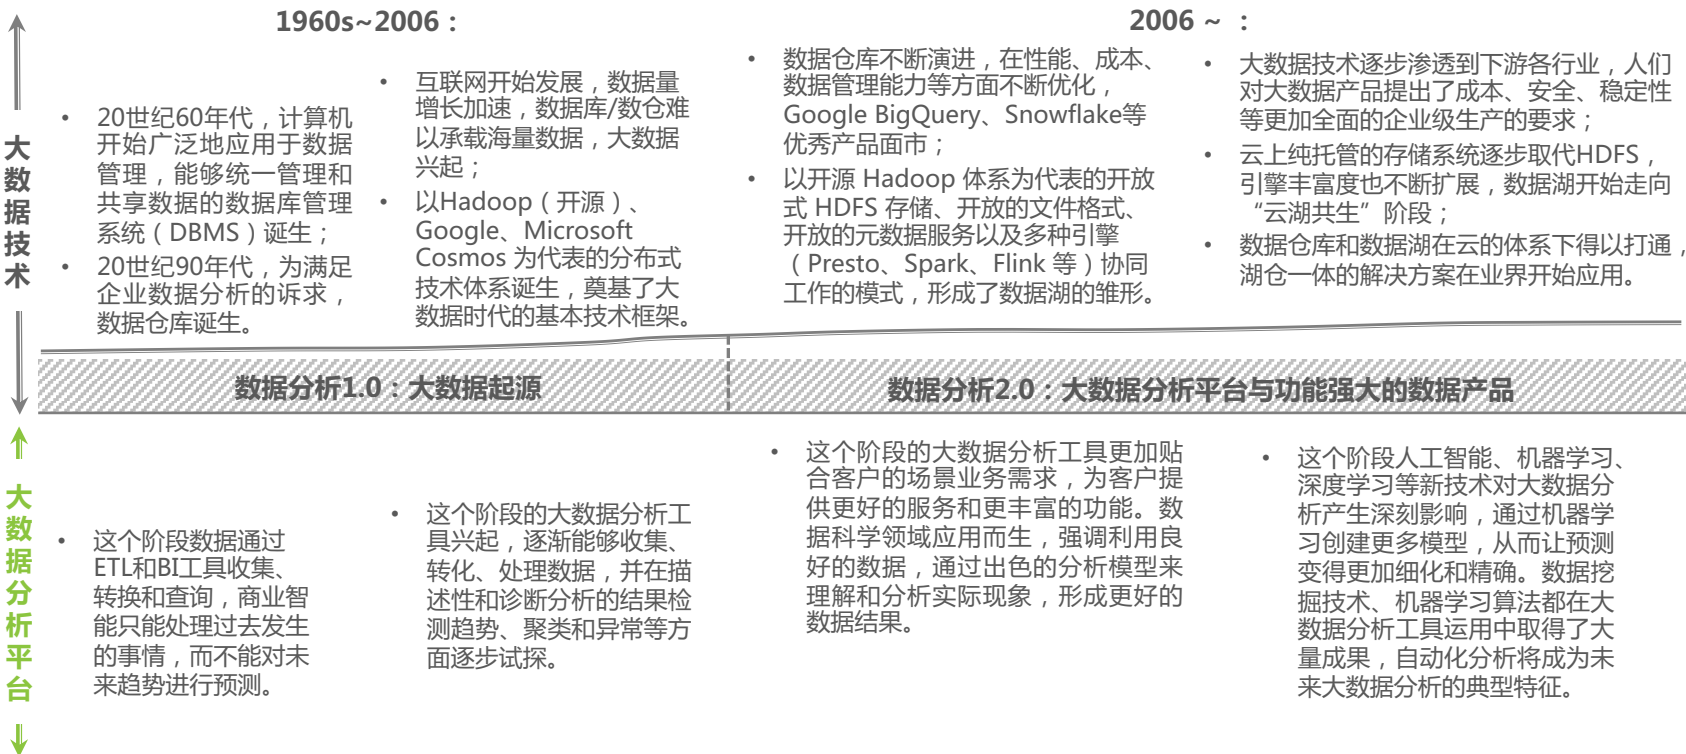 1960s~2006：
2006 ~ ：
大数据技术
• 20世纪60年代，计算机
开始广泛地应用于数据
管理，能够统一管理和
共享数据的数据库管理
系统（DBMS）诞生；
• 20世纪90年代，为满足
企业数据分析的诉求，
数据仓库诞生。
• 互联网开始发展，数据量
增长加速，数据库/数仓难
以承载海量数据，大数据
兴起；
• 以Hadoop（开源）、
Google、Microsoft
Cosmos 为代表的分布式
技术体系诞生，奠基了大
数据时代的基本技术框架。
• 数据仓库不断演进，在性能、成本、
数据管理能力等方面不断优化，
Google BigQuery、Snowflake等
优秀产品面市；
• 以开源 Hadoop 体系为代表的开放
式 HDFS 存储、开放的文件格式、
开放的元数据服务以及多种引擎
（Presto、Spark、Flink 等）协同
工作的模式，形成了数据湖的雏形。
• 大数据技术逐步渗透到下游各行业，人们
对大数据产品提出了成本、安全、稳定性
等更加全面的企业级生产的要求；
• 云上纯托管的存储系统逐步取代HDFS，
引擎丰富度也不断扩展，数据湖开始走向
“云湖共生”阶段；
• 数据仓库和数据湖在云的体系下得以打通，
湖仓一体的解决方案在业界开始应用。
数据分析1.0：大数据起源
数据分析2.0：大数据分析平台与功能强大的数据产品
大数据分析平台
• 这个阶段数据通过
ETL和BI工具收集、
转换和查询，商业智
能只能处理过去发生
的事情，而不能对未
来趋势进行预测。
• 这个阶段的大数据分析工
具兴起，逐渐能够收集、
转化、处理数据，并在描
述性和诊断分析的结果检
测趋势、聚类和异常等方
面逐步试探。
• 这个阶段的大数据分析工具更加贴
合客户的场景业务需求，为客户提
供更好的服务和更丰富的功能。数
据科学领域应用而生，强调利用良
好的数据，通过出色的分析模型来
理解和分析实际现象，形成更好的
数据结果。
• 这个阶段人工智能、机器学习、
深度学习等新技术对大数据分
析产生深刻影响，通过机器学
习创建更多模型，从而让预测
变得更加细化和精确。数据挖
掘技术、机器学习算法都在大
数据分析工具运用中取得了大
量成果，自动化分析将成为未
来大数据分析的典型特征。